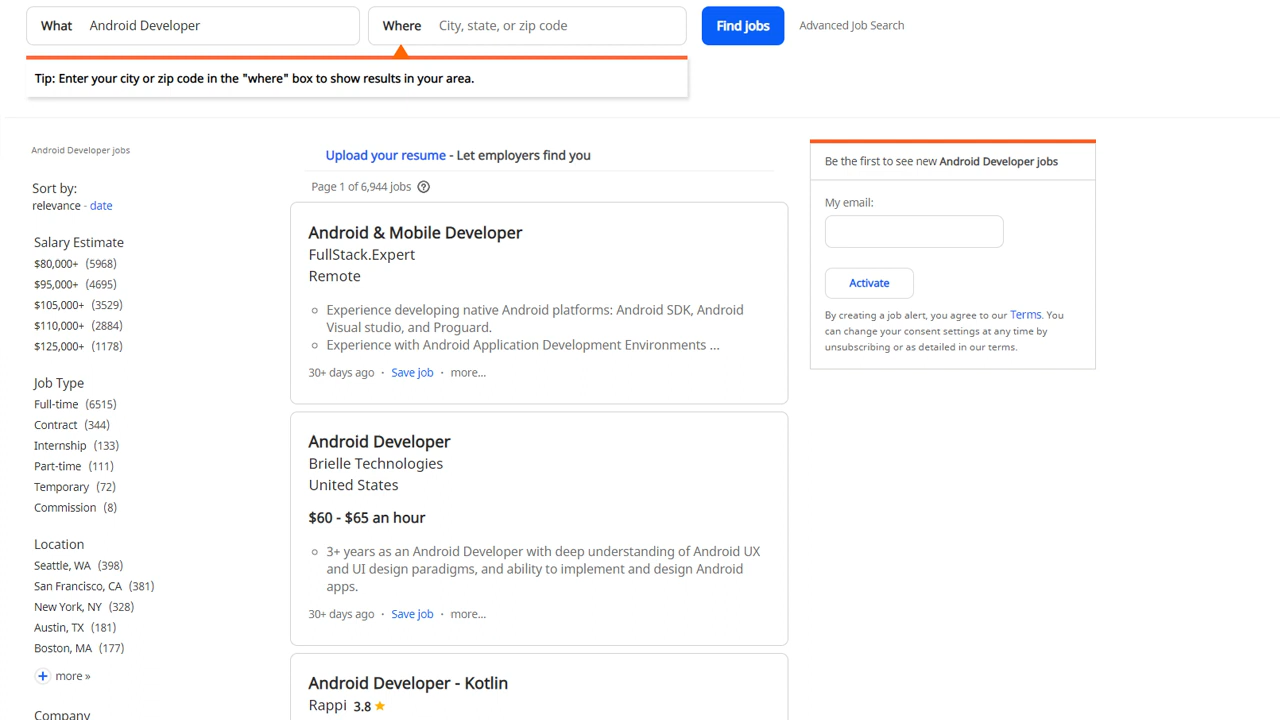 What Android Developer Where City, state, or zip code Find jobs Advanced Job Search
Tip: Enter your city or zip code in the "where" box to show results in your area.
Android Developer jobs
Sort by:
relevance - date
Salary Estimate
$80,000+ (5968)
$95,000+ (4695)
$105,000+ (3529)
$110,000+ (2884)
$125,000+ (1178)
Job Type
Full-time (6515)
Contract (344)
Internship (133)
Part-time (111)
Temporary (72)
Commission (8)
Location
Seattle, WA (398)
San Francisco, CA (381)
New York, NY (328)
Austin, TX (181)
Boston, MA (177)
+ more »
Company
Upload your resume - Let employers find you
Page 1 of 6,944 jobs ?
Android & Mobile Developer
FullStack.Expert
Remote
Experience developing native Android platforms: Android SDK, Android
Visual studio, and Proguard.
Experience with Android Application Development Environments ...
30+ days ago · Save job · more...
Android Developer
Brielle Technologies
United States
$60 - $65 an hour
3+ years as an Android Developer with deep understanding of Android UX
and UI design paradigms, and ability to implement and design Android
apps.
30+ days ago · Save job · more...
Android Developer - Kotlin
Rappi 3.8
Be the first to see new Android Developer jobs
My email:
Activate
By creating a job alert, you agree to our Terms. You
can change your consent settings at any time by
unsubscribing or as detailed in our terms.